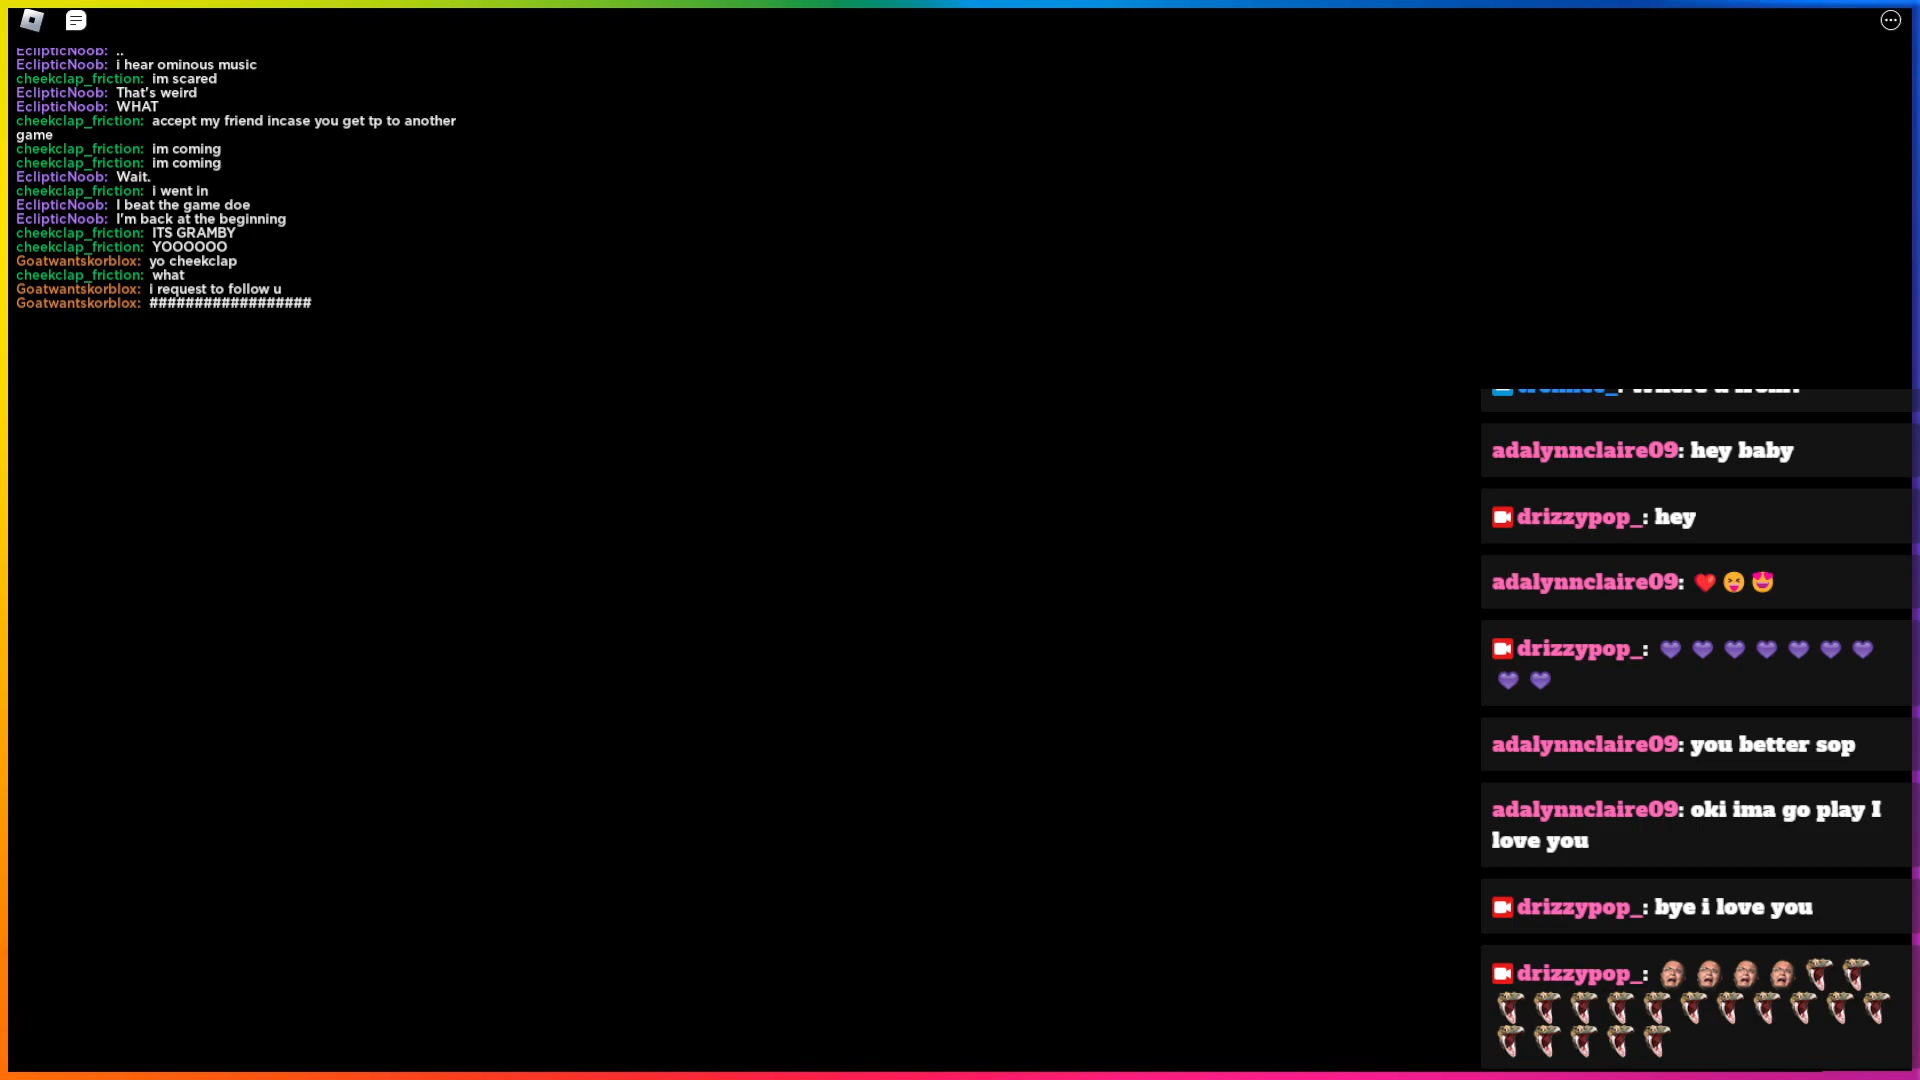 EclipticNoob: ..
EclipticNoob: i hear ominous music
cheekclap_friction: im scared
EclipticNoob: That's weird
EclipticNoob: WHAT
cheekclap_friction: accept my friend incase you get tp to another
game
cheekclap_friction: im coming
cheekclap_friction: im coming
EclipticNoob: Wait.
cheekclap_friction: i went in
EclipticNoob: I beat the game doe
EclipticNoob: I'm back at the beginning
cheekclap_friction: ITS GRAMBY
cheekclap_friction: YOOOOOO
Goatwantskorblox: yo cheekclap
cheekclap_friction: what
Goatwantskorblox: i request to follow u
Goatwantskorblox: ##################
adalynnclaire09: hey baby
drizzypop_: hey
adalynnclaire09: ❤️ 😝 😍
drizzypop_: 💜 💜 💜 💜 💜 💜 💜
💜 💜
adalynnclaire09: you better sop
adalynnclaire09: oki ima go play I
love you
drizzypop_: bye i love you
drizzypop_: